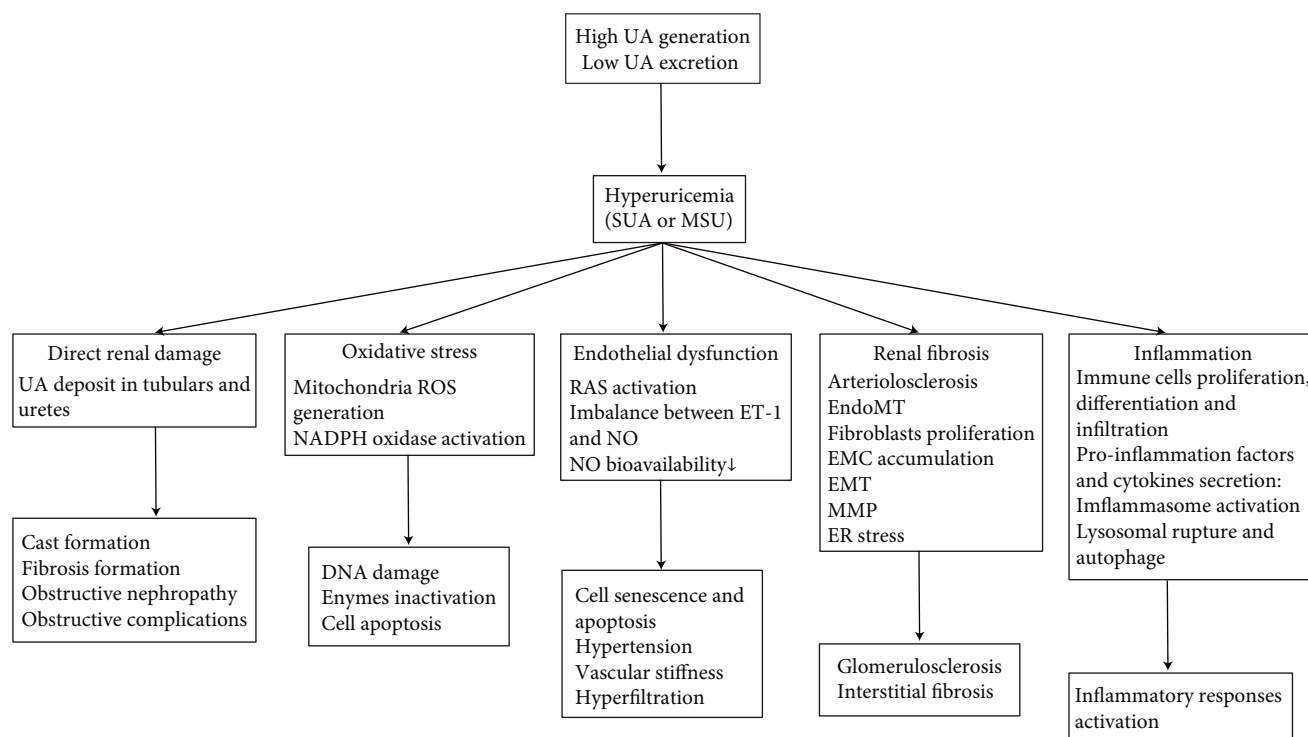 High UA generation
Low UA excretion
Hyperuricemia
(SUA or MSU)
Direct renal damage
UA deposit in tubulars and
uretes
Oxidative stress
Mitochondria ROS
generation
NADPH oxidase activation
Endothelial dysfunction
RAS activation
Imbalance between ET-1
and NO
NO bioavailability↓
Renal fibrosis
Arteriolosclerosis
EndoMT
Fibroblasts proliferation
EMC accumulation
EMT
MMP
ER stress
Inflammation
Immune cells proliferation,
differentiation and
infiltration
Pro-inflammation factors
and cytokines secretion:
Imflammasome activation
Lysosomal rupture and
autophage
Cast formation
Fibrosis formation
Obstructive nephropathy
Obstructive complications
DNA damage
Enymes inactivation
Cell apoptosis
Cell senescence and
apoptosis
Hypertension
Vascular stiffness
Hyperfiltration
Glomerulosclerosis
Interstitial fibrosis
Inflammatory responses
activation